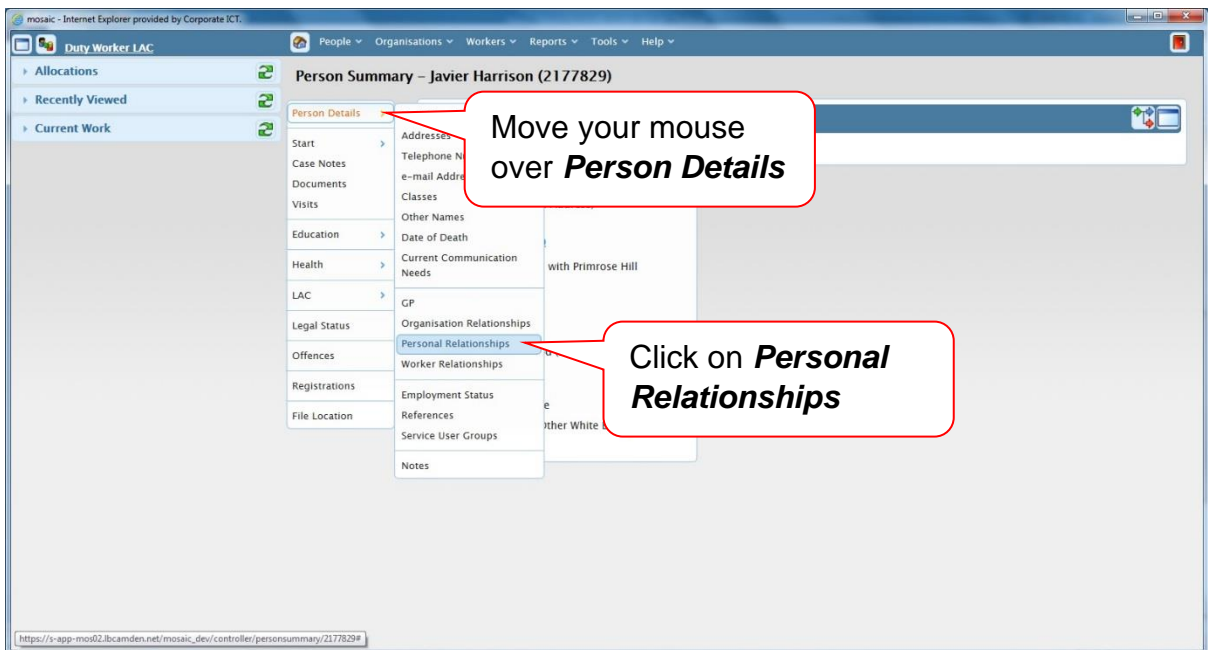 mosaic - Internet Explorer provided by Corporate ICT.
Duty Worker LAC
People Organisations Workers Reports Tools Help
Allocations
Recently Viewed
Current Work
Person Summary – Javier Harrison (2177829)
Person Details
Start
Case Notes
Documents
Visits
Education
Health
LAC
Legal Status
Offences
Registrations
File Location
Addresses
Telephone
e-mail
Classes
Other Names
Date of Death
Current Communication
Needs
GP
Organisation Relationships
Personal Relationships
Worker Relationships
Employment Status
References
Service User Groups
Notes
with Primrose Hill
White
Move your mouse
over Person Details
Click on Personal
Relationships
https://s-app-mos02.lbcamden.net/mosaic_dev/controller/personsummary/2177829#